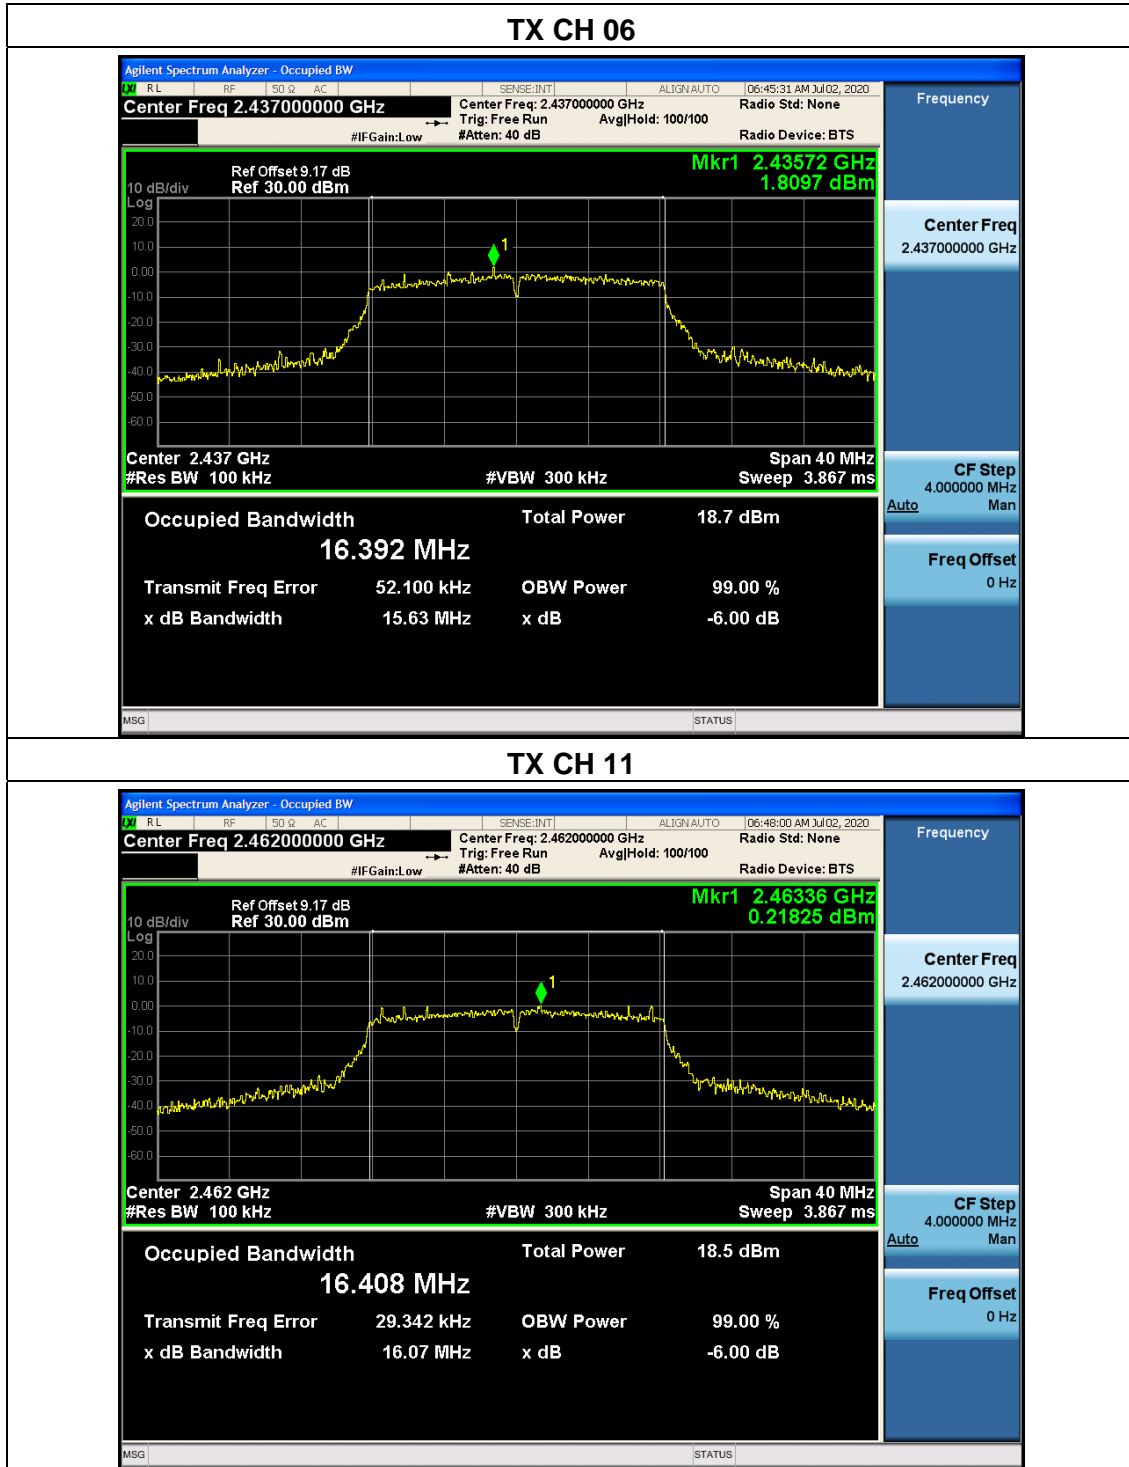 TX CH 06
Agilent Spectrum Analyzer - Occupied BW
LXI RL RF 50 Ω AC SENSE:INT ALIGN AUTO 06:45:31 AM Jul 02, 2020
Center Freq 2.437000000 GHz
Center Freq: 2.437000000 GHz Radio Std: None
Trig: Free Run Avg|Hold: 100/100
#IFGain:Low #Atten: 40 dB Radio Device: BTS
Frequency
Mkr1 2.43572 GHz
1.8097 dBm
Ref Offset 9.17 dB
10 dB/div Ref 30.00 dBm
Log
20.0
10.0
0.00
-10.0
-20.0
-30.0
-40.0
-50.0
-60.0
1
Center 2.437 GHz Span 40 MHz
#Res BW 100 kHz #VBW 300 kHz Sweep 3.867 ms
Center Freq
2.437000000 GHz
CF Step
4.000000 MHz
Auto Man
Freq Offset
0 Hz
Occupied Bandwidth Total Power 18.7 dBm
16.392 MHz
Transmit Freq Error 52.100 kHz OBW Power 99.00 %
x dB Bandwidth 15.63 MHz x dB -6.00 dB
MSG STATUS
TX CH 11
Agilent Spectrum Analyzer - Occupied BW
LXI RL RF 50 Ω AC SENSE:INT ALIGN AUTO 06:48:00 AM Jul 02, 2020
Center Freq 2.462000000 GHz
Center Freq: 2.462000000 GHz Radio Std: None
Trig: Free Run Avg|Hold: 100/100
#IFGain:Low #Atten: 40 dB Radio Device: BTS
Frequency
Mkr1 2.46336 GHz
0.21825 dBm
Ref Offset 9.17 dB
10 dB/div Ref 30.00 dBm
Log
20.0
10.0
0.00
-10.0
-20.0
-30.0
-40.0
-50.0
-60.0
1
Center 2.462 GHz Span 40 MHz
#Res BW 100 kHz #VBW 300 kHz Sweep 3.867 ms
Center Freq
2.462000000 GHz
CF Step
4.000000 MHz
Auto Man
Freq Offset
0 Hz
Occupied Bandwidth Total Power 18.5 dBm
16.408 MHz
Transmit Freq Error 29.342 kHz OBW Power 99.00 %
x dB Bandwidth 16.07 MHz x dB -6.00 dB
MSG STATUS